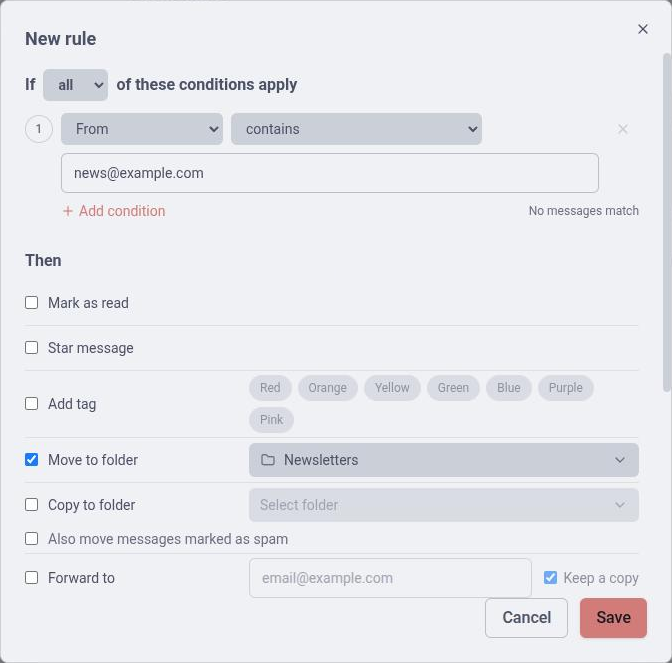 New rule
If all of these conditions apply
1 From contains
news@example.com
+ Add condition No messages match
Then
Mark as read
Star message
Add tag Red Orange Yellow Green Blue Purple
Pink
Move to folder Newsletters
Copy to folder Select folder
Also move messages marked as spam
Forward to email@example.com Keep a copy
Cancel Save